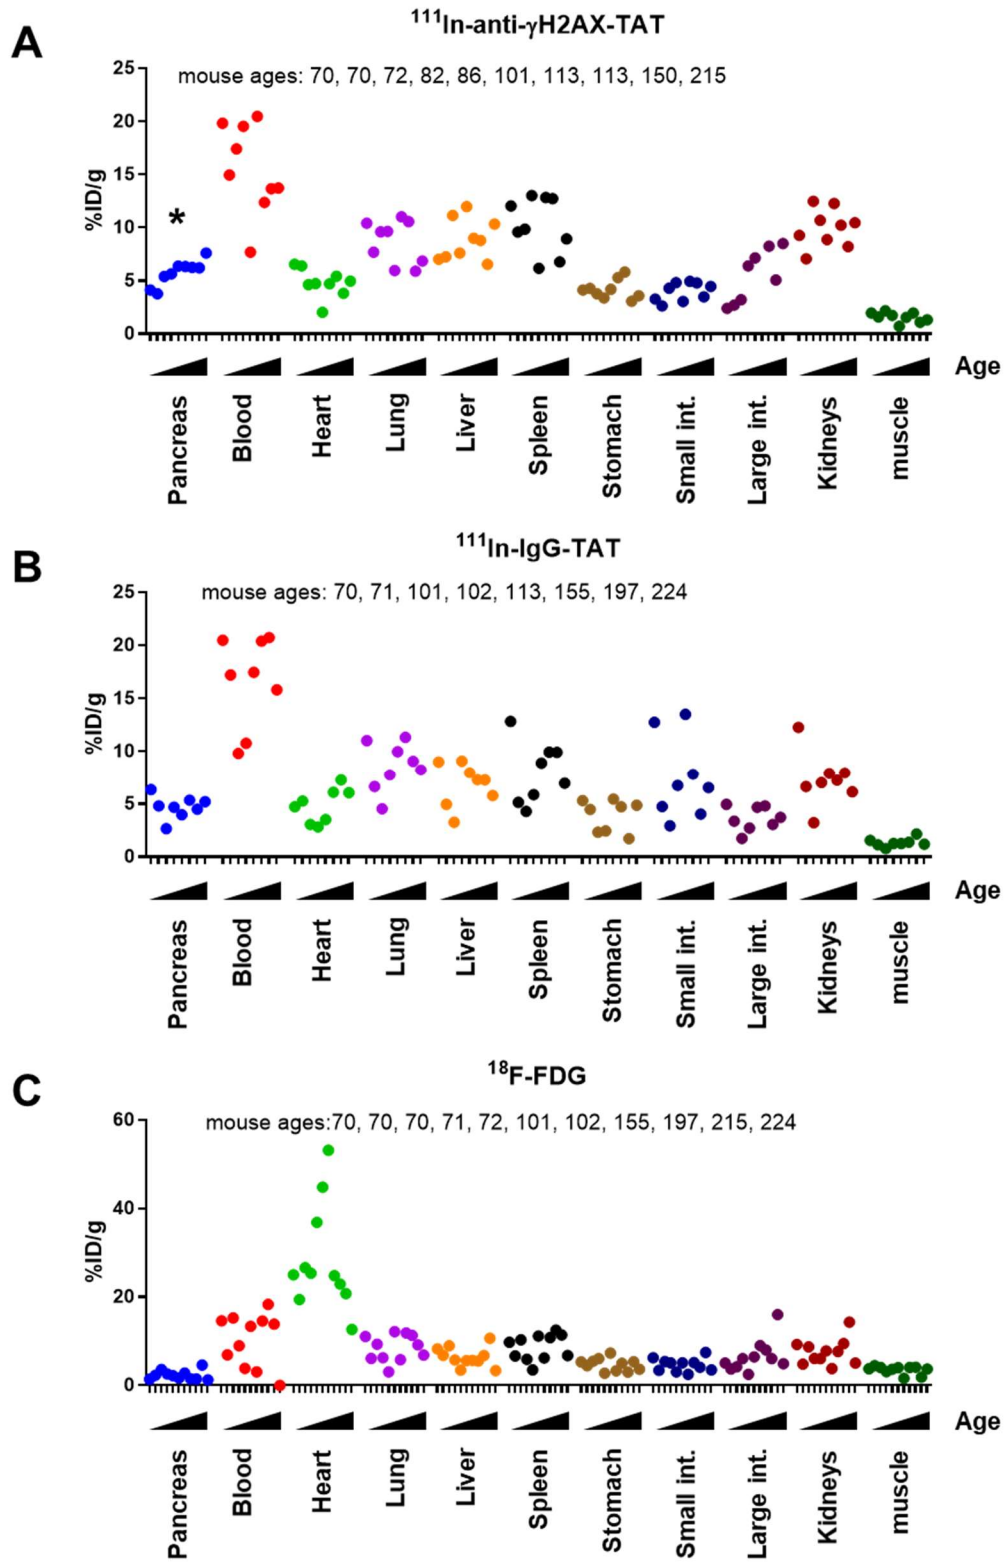 A
¹¹¹In-anti-γH2AX-TAT
mouse ages: 70, 70, 72, 82, 86, 101, 113, 113, 150, 215
%ID/g
25
20
15
10
5
0
*
Age
Pancreas
Blood
Heart
Lung
Liver
Spleen
Stomach
Small int.
Large int.
Kidneys
muscle
B
¹¹¹In-IgG-TAT
mouse ages: 70, 71, 101, 102, 113, 155, 197, 224
%ID/g
25
20
15
10
5
0
Age
Pancreas
Blood
Heart
Lung
Liver
Spleen
Stomach
Small int.
Large int.
Kidneys
muscle
C
¹⁸F-FDG
mouse ages:70, 70, 70, 71, 72, 101, 102, 155, 197, 215, 224
%ID/g
60
40
20
0
Age
Pancreas
Blood
Heart
Lung
Liver
Spleen
Stomach
Small int.
Large int.
Kidneys
muscle